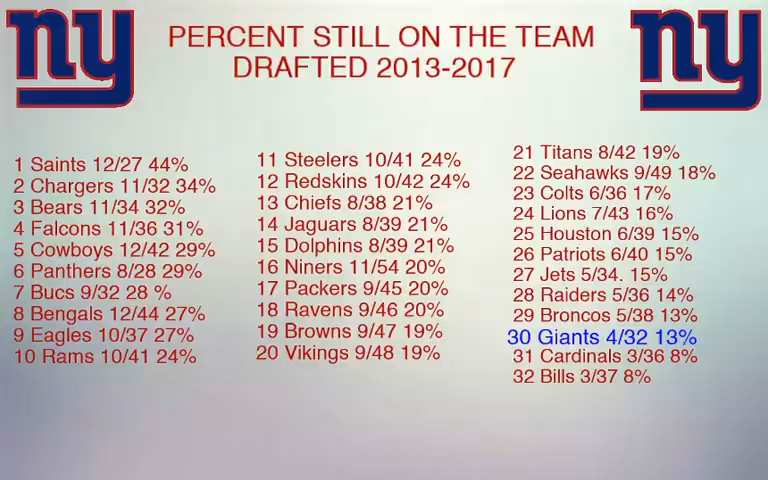 ny
ny
PERCENT STILL ON THE TEAM
DRAFTED 2013-2017
1 Saints 12/27 44%
2 Chargers 11/32 34%
3 Bears 11/34 32%
4 Falcons 11/36 31%
5 Cowboys 12/42 29%
6 Panthers 8/28 29%
7 Bucs 9/32 28 %
8 Bengals 12/44 27%
9 Eagles 10/37 27%
10 Rams 10/41 24%
11 Steelers 10/41 24%
12 Redskins 10/42 24%
13 Chiefs 8/38 21%
14 Jaguars 8/39 21%
15 Dolphins 8/39 21%
16 Niners 11/54 20%
17 Packers 9/45 20%
18 Ravens 9/46 20%
19 Browns 9/47 19%
20 Vikings 9/48 19%
21 Titans 8/42 19%
22 Seahawks 9/49 18%
23 Colts 6/36 17%
24 Lions 7/43 16%
25 Houston 6/39 15%
26 Patriots 6/40 15%
27 Jets 5/34. 15%
28 Raiders 5/36 14%
29 Broncos 5/38 13%
30 Giants 4/32 13%
31 Cardinals 3/36 8%
32 Bills 3/37 8%